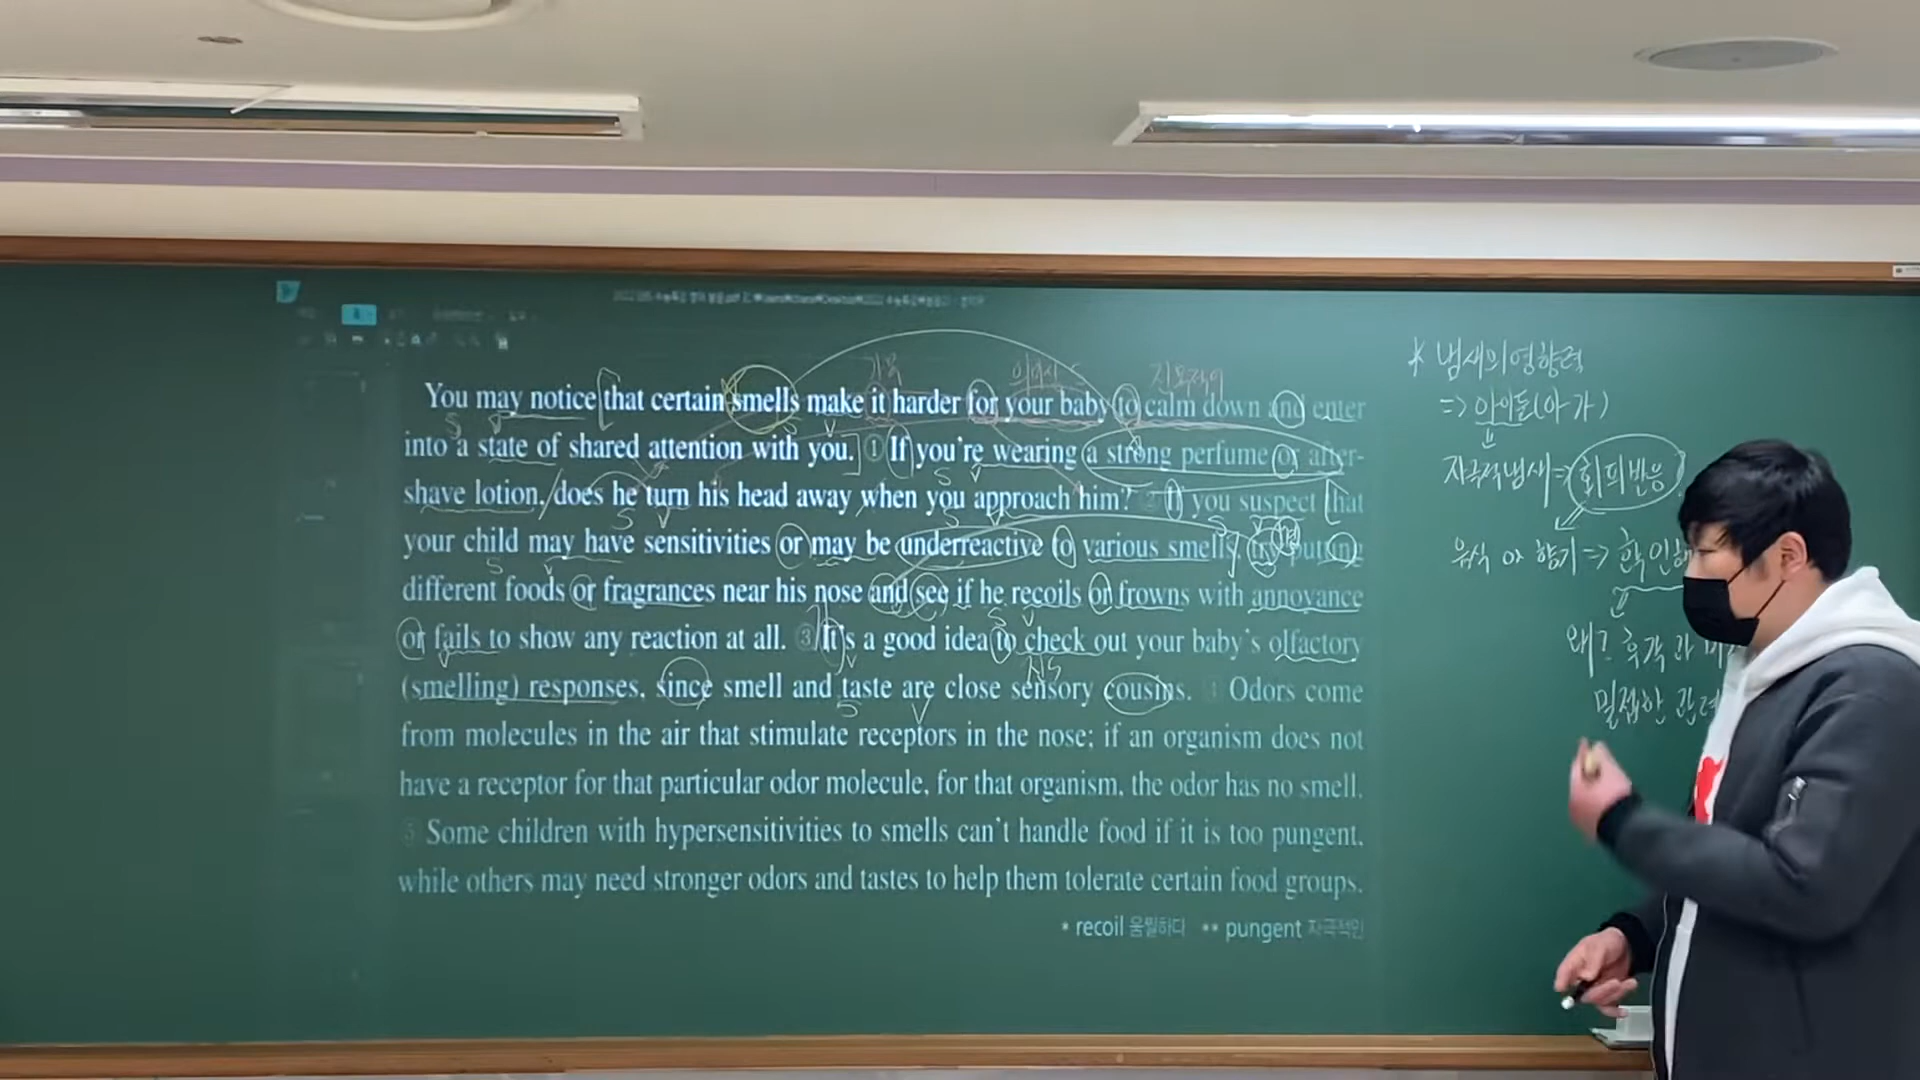 가목 의미상 S 진목적어
You may notice that certain smells make it harder for your baby to calm down and enter
into a state of shared attention with you. ① If you're wearing a strong perfume or after-
shave lotion, does he turn his head away when you approach him? ② If you suspect that
your child may have sensitivities or may be underreactive to various smells, try putting
different foods or fragrances near his nose and see if he recoils or frowns with annoyance
or fails to show any reaction at all. ③ It's a good idea to check out your baby's olfactory
(smelling) responses, since smell and taste are close sensory cousins. ④ Odors come
from molecules in the air that stimulate receptors in the nose; if an organism does not
have a receptor for that particular odor molecule, for that organism, the odor has no smell.
⑤ Some children with hypersensitivities to smells can't handle food if it is too pungent,
while others may need stronger odors and tastes to help them tolerate certain food groups.
* recoil 움찔하다 ** pungent 자극적인
* 냄새의 영향력
=> 아이들(아가)
자극적 냄새 => 회피반응
음식 or 향기 =>
왜? 후각과
밀접한